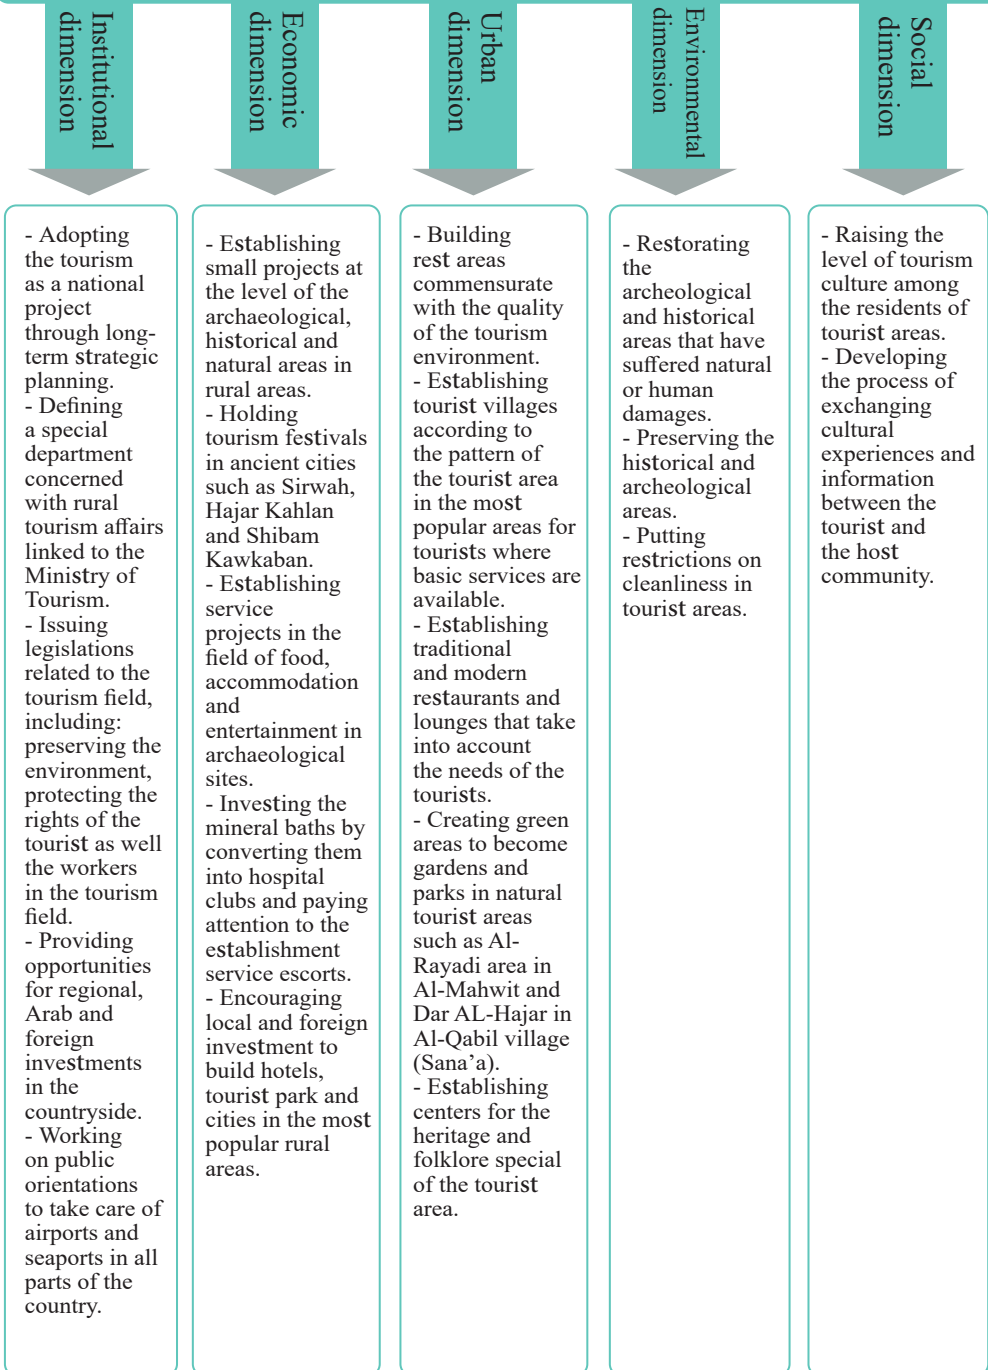 Institutional
dimension
Economic
dimension
Urban
dimension
Environmental
dimension
Social
dimension
- Adopting
the tourism
as a national
project
through long-
term strategic
planning.
- Defining
a special
department
concerned
with rural
tourism affairs
linked to the
Ministry of
Tourism.
- Issuing
legislations
related to the
tourism field,
including:
preserving the
environment,
protecting the
rights of the
tourist as well
the workers
in the tourism
field.
- Providing
opportunities
for regional,
Arab and
foreign
investments
in the
countryside.
- Working
on public
orientations
to take care of
airports and
seaports in all
parts of the
country.
- Establishing
small projects at
the level of the
archaeological,
historical and
natural areas in
rural areas.
- Holding
tourism festivals
in ancient cities
such as Sirwah,
Hajar Kahlan
and Shibam
Kawkaban.
- Establishing
service
projects in the
field of food,
accommodation
and
entertainment in
archaeological
sites.
- Investing the
mineral baths by
converting them
into hospital
clubs and paying
attention to the
establishment
service escorts.
- Encouraging
local and foreign
investment to
build hotels,
tourist park and
cities in the most
popular rural
areas.
- Building
rest areas
commensurate
with the quality
of the tourism
environment.
- Establishing
tourist villages
according to
the pattern of
the tourist area
in the most
popular areas for
tourists where
basic services are
available.
- Establishing
traditional
and modern
restaurants and
lounges that take
into account
the needs of the
tourists.
- Creating green
areas to become
gardens and
parks in natural
tourist areas
such as Al-
Rayadi area in
Al-Mahwit and
Dar AL-Hajar in
Al-Qabil village
(Sana’a).
- Establishing
centers for the
heritage and
folklore special
of the tourist
area.
- Restorating
the
archeological
and historical
areas that have
suffered natural
or human
damages.
- Preserving the
historical and
archeological
areas.
- Putting
restrictions on
cleanliness in
tourist areas.
- Raising the
level of tourism
culture among
the residents of
tourist areas.
- Developing
the process of
exchanging
cultural
experiences and
information
between the
tourist and
the host
community.